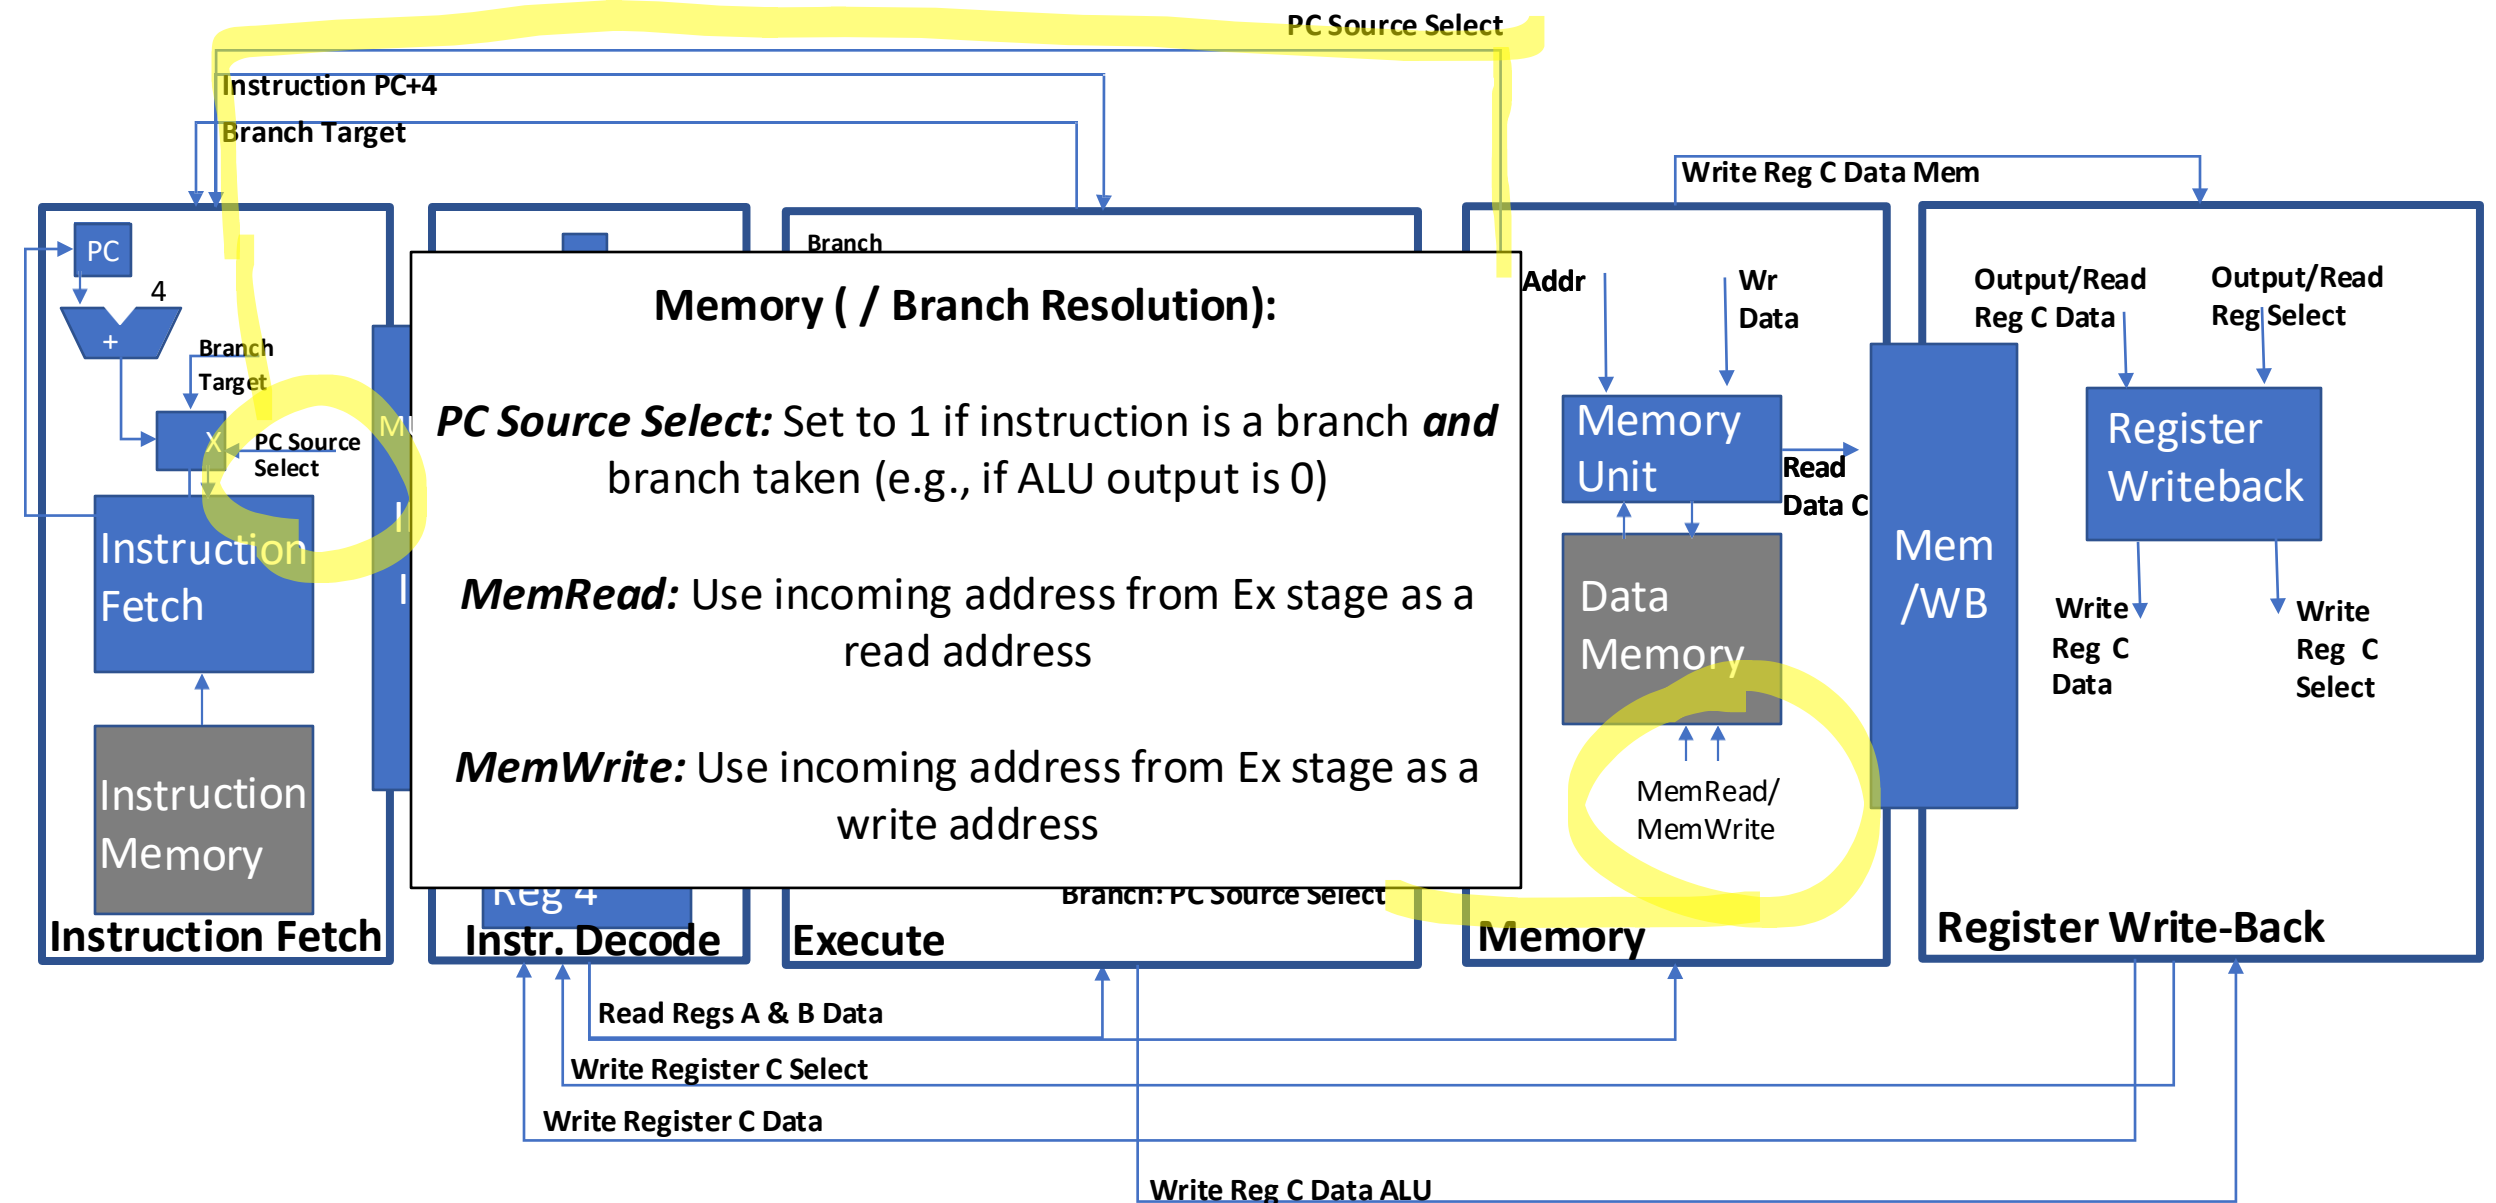 PC Source Select
Instruction PC+4
Branch Target
Write Reg C Data Mem
PC
4
+
Branch
Target
X
PC Source
Select
Instruction
Fetch
Instruction
Memory
Instruction Fetch
Reg 4
Instr. Decode
Branch
Memory ( / Branch Resolution):
PC Source Select: Set to 1 if instruction is a branch and
branch taken (e.g., if ALU output is 0)
MemRead: Use incoming address from Ex stage as a
read address
MemWrite: Use incoming address from Ex stage as a
write address
Branch: PC Source Select
Execute
Addr
Wr
Data
Memory
Unit
Read
Data C
Data
Memory
MemRead/
MemWrite
Memory
Mem
/WB
Output/Read
Reg C Data
Output/Read
Reg Select
Register
Writeback
Write
Reg C
Data
Write
Reg C
Select
Register Write-Back
Read Regs A & B Data
Write Register C Select
Write Register C Data
Write Reg C Data ALU